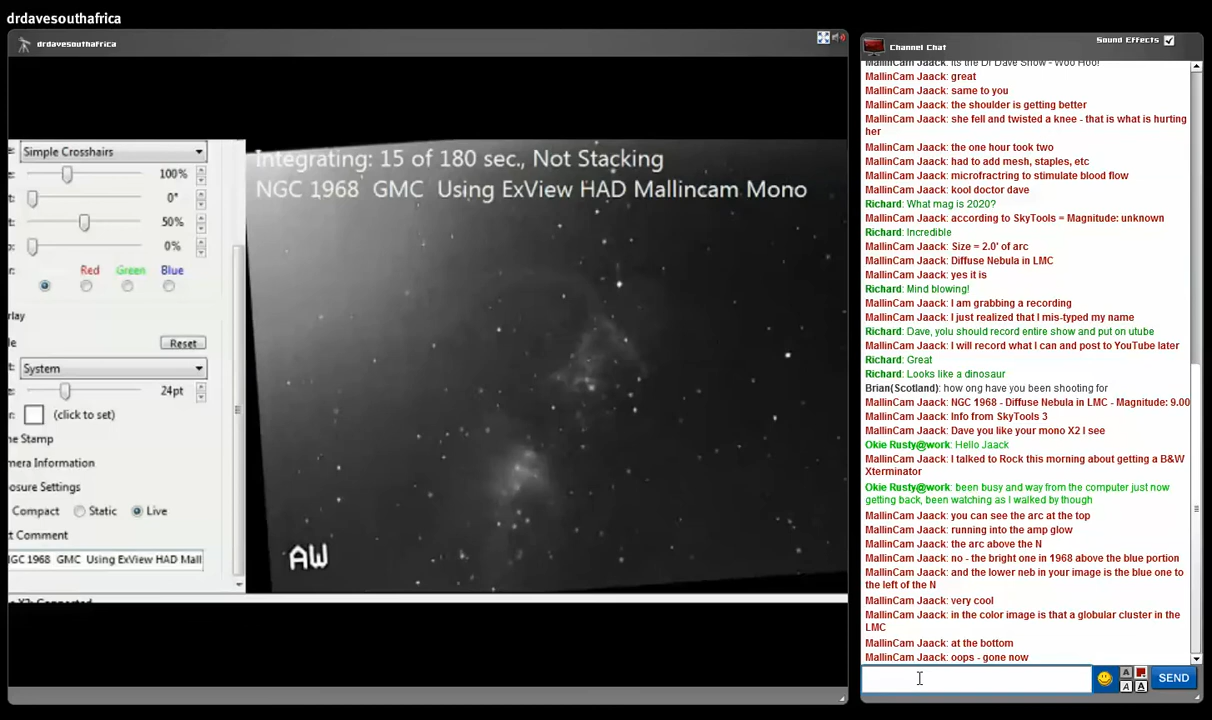 drdavesouthafrica
drdavesouthafrica
Simple Crosshairs
100%
0°
50%
0%
Red Green Blue
Reset
System
24pt
(click to set)
Compact Static Live
Integrating: 15 of 180 sec., Not Stacking
NGC 1968 GMC Using ExView HAD Mallincam Mono
AW
Channel Chat
Sound Effects
MallinCam Jaack: its the Dr Dave Show - Woo Hoo!
MallinCam Jaack: great
MallinCam Jaack: same to you
MallinCam Jaack: the shoulder is getting better
MallinCam Jaack: she fell and twisted a knee - that is what is hurting
her
MallinCam Jaack: the one hour took two
MallinCam Jaack: had to add mesh, staples, etc
MallinCam Jaack: microfractring to stimulate blood flow
MallinCam Jaack: kool doctor dave
Richard: What mag is 2020?
MallinCam Jaack: according to SkyTools = Magnitude: unknown
Richard: Incredible
MallinCam Jaack: Size = 2.0' of arc
MallinCam Jaack: Diffuse Nebula in LMC
MallinCam Jaack: yes it is
Richard: Mind blowing!
MallinCam Jaack: I am grabbing a recording
MallinCam Jaack: I just realized that I mis-typed my name
Richard: Dave, ylou should record entire show and put on utube
MallinCam Jaack: I will record what I can and post to YouTube later
Richard: Great
Richard: Looks like a dinosaur
Brian(Scotland): how ong have you been shooting for
MallinCam Jaack: NGC 1968 - Diffuse Nebula in LMC - Magnitude: 9.00
MallinCam Jaack: Info from SkyTools 3
MallinCam Jaack: Dave you like your mono X2 I see
Okie Rusty@work: Hello Jaack
MallinCam Jaack: I talked to Rock this morning about getting a B&W
Xterminator
Okie Rusty@work: been busy and way from the computer just now
getting back, been watching as I walked by though
MallinCam Jaack: you can see the arc at the top
MallinCam Jaack: running into the amp glow
MallinCam Jaack: the arc above the N
MallinCam Jaack: no - the bright one in 1968 above the blue portion
MallinCam Jaack: and the lower neb in your image is the blue one to
the left of the N
MallinCam Jaack: very cool
MallinCam Jaack: in the color image is that a globular cluster in the
LMC
MallinCam Jaack: at the bottom
MallinCam Jaack: oops - gone now
SEND